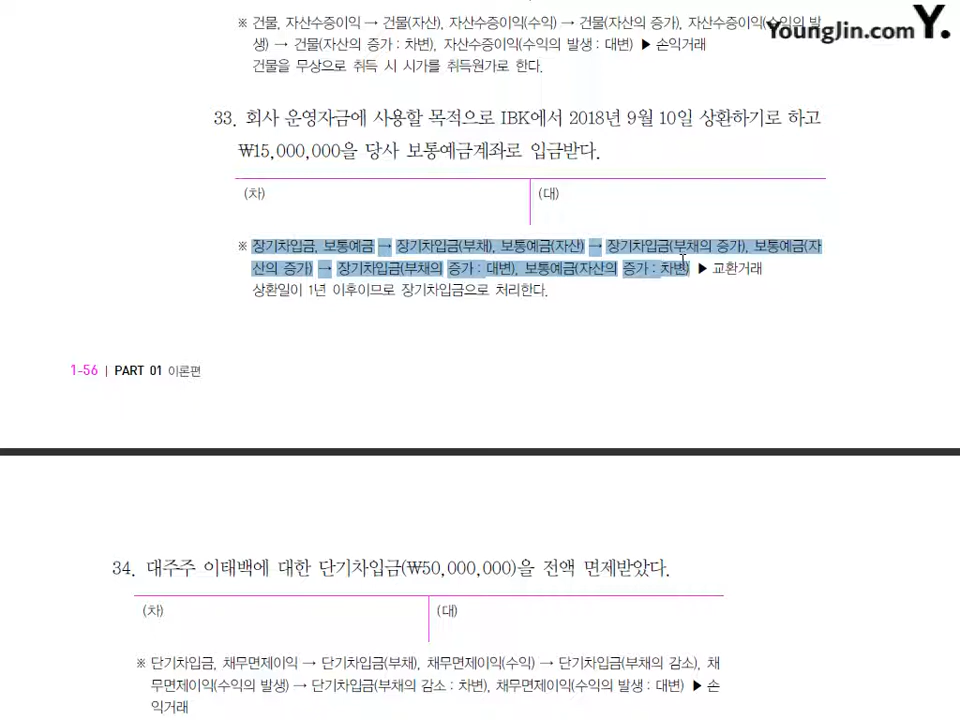 ※ 건물, 자산수증이익 → 건물(자산), 자산수증이익(수익) → 건물(자산의 증가), 자산수증이익(수익의 발
생) → 건물(자산의 증가 : 차변), 자산수증이익(수익의 발생 : 대변) ▶ 손익거래
건물을 무상으로 취득 시 시가를 취득원가로 한다.
YoungJin.com Y.
33. 회사 운영자금에 사용할 목적으로 IBK에서 2018년 9월 10일 상환하기로 하고
₩15,000,000을 당사 보통예금계좌로 입금받다.
(차) (대)
※ 장기차입금, 보통예금 → 장기차입금(부채), 보통예금(자산) → 장기차입금(부채의 증가), 보통예금(자
산의 증가) → 장기차입금(부채의 증가 : 대변), 보통예금(자산의 증가 : 차변) ▶ 교환거래
상환일이 1년 이후이므로 장기차입금으로 처리한다.
1-56 | PART 01 이론편
34. 대주주 이태백에 대한 단기차입금(₩50,000,000)을 전액 면제받았다.
(차) (대)
※ 단기차입금, 채무면제이익 → 단기차입금(부채), 채무면제이익(수익) → 단기차입금(부채의 감소), 채
무면제이익(수익의 발생) → 단기차입금(부채의 감소 : 차변), 채무면제이익(수익의 발생 : 대변) ▶ 손
익거래